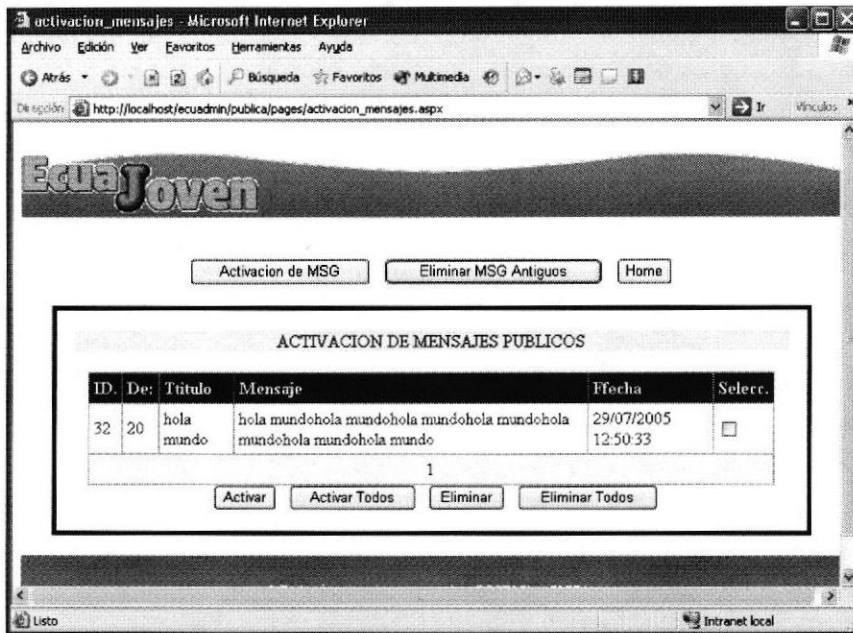 activacion_mensajes - Microsoft Internet Explorer
Archivo Edición Ver Favoritos Herramientas Ayuda
Atrás Búsqueda Favoritos Multimedia
Dirección http://localhost/ecuadmin/publica/pages/activacion_mensajes.aspx Ir Vínculos
EcuaJoven
Activacion de MSG Eliminar MSG Antiguos Home
ACTIVACION DE MENSAJES PUBLICOS
ID. De: Ttitulo Mensaje Ffecha Selecc.
32 20 hola mundo hola mundohola mundohola mundohola mundohola 29/07/2005
mundohola mundohola mundo 12:50:33
1
Activar Activar Todos Eliminar Eliminar Todos
Listo Intranet local